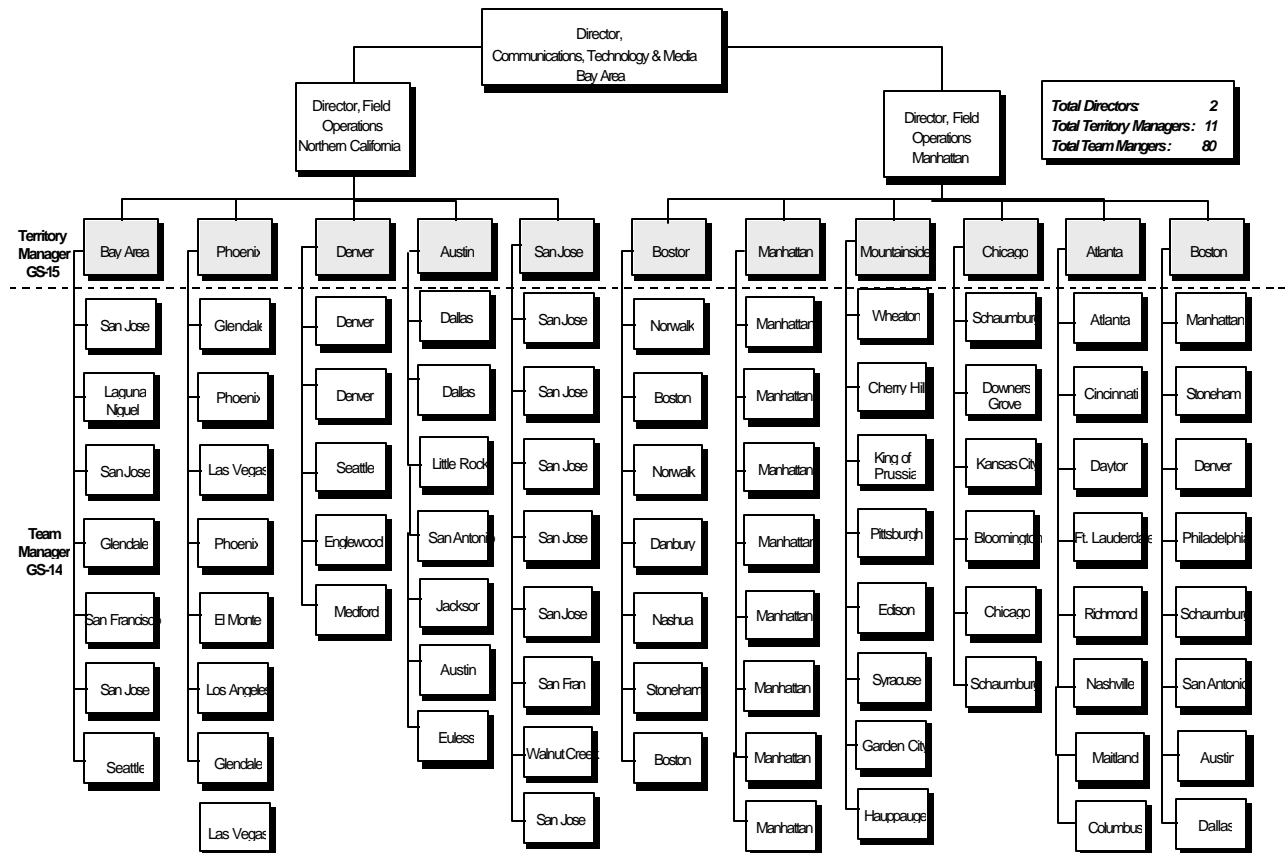 Director,
Communications, Technology & Media
Bay Area
Director, Field
Operations
Northern California
Director, Field
Operations
Manhattan
Total Directors: 2
Total Territory Managers: 11
Total Team Mangers: 80
Territory
Manager
GS-15
Bay Area
Phoenix
Denver
Austin
San Jose
Boston
Manhattan
Mountainside
Chicago
Atlanta
Boston
Team
Manager
GS-14
San Jose
Laguna
Niguel
San Jose
Glendale
San Francisco
San Jose
Seattle
Glendale
Phoenix
Las Vegas
Phoenix
El Monte
Los Angeles
Glendale
Las Vegas
Denver
Denver
Seattle
Englewood
Medford
Dallas
Dallas
Little Rock
San Antonio
Jackson
Austin
Euless
San Jose
San Jose
San Jose
San Jose
San Jose
San Fran
Walnut Creek
San Jose
Norwalk
Boston
Norwalk
Danbury
Nashua
Stoneham
Boston
Manhattan
Manhattan
Manhattan
Manhattan
Manhattan
Manhattan
Manhattan
Manhattan
Wheaton
Cherry Hill
King of
Prussia
Pittsburgh
Edison
Syracuse
Garden City
Hauppauge
Schaumburg
Downers
Grove
Kansas City
Bloomington
Chicago
Schaumburg
Atlanta
Cincinnati
Dayton
Ft. Lauderdale
Richmond
Nashville
Maitland
Columbus
Manhattan
Stoneham
Denver
Philadelphia
Schaumburg
San Antonio
Austin
Dallas